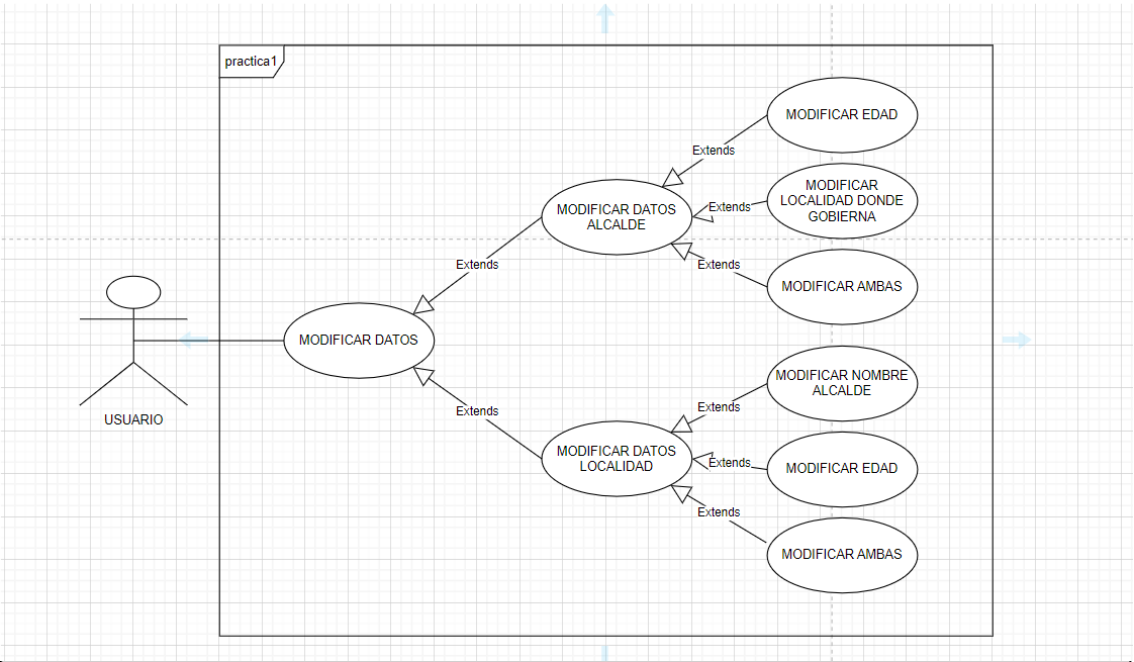 practica1
MODIFICAR EDAD
Extends
MODIFICAR
LOCALIDAD DONDE
GOBIERNA
Extends
MODIFICAR DATOS
ALCALDE
Extends
MODIFICAR AMBAS
Extends
MODIFICAR DATOS
USUARIO
Extends
MODIFICAR NOMBRE
ALCALDE
Extends
MODIFICAR DATOS
LOCALIDAD
Extends
MODIFICAR EDAD
Extends
MODIFICAR AMBAS